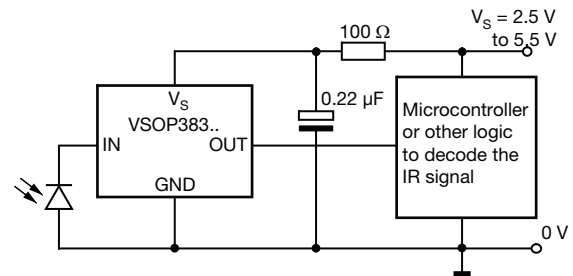 100 Ω
V_S = 2.5 V
to 5.5 V
0.22 µF
V_S
VSOP383..
IN
OUT
GND
Microcontroller
or other logic
to decode the
IR signal
0 V